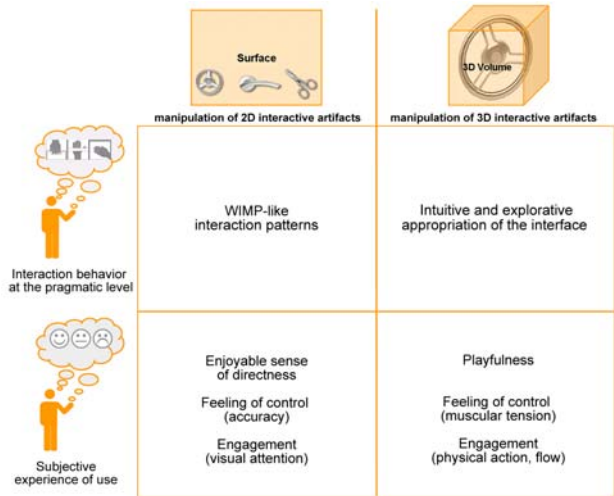 Surface
3D Volume
manipulation of 2D interactive artifacts
manipulation of 3D interactive artifacts
WIMP-like
interaction patterns
Intuitive and explorative
appropriation of the interface
Interaction behavior
at the pragmatic level
Enjoyable sense
of directness
Feeling of control
(accuracy)
Engagement
(visual attention)
Playfulness
Feeling of control
(muscular tension)
Engagement
(physical action, flow)
Subjective
experience of use